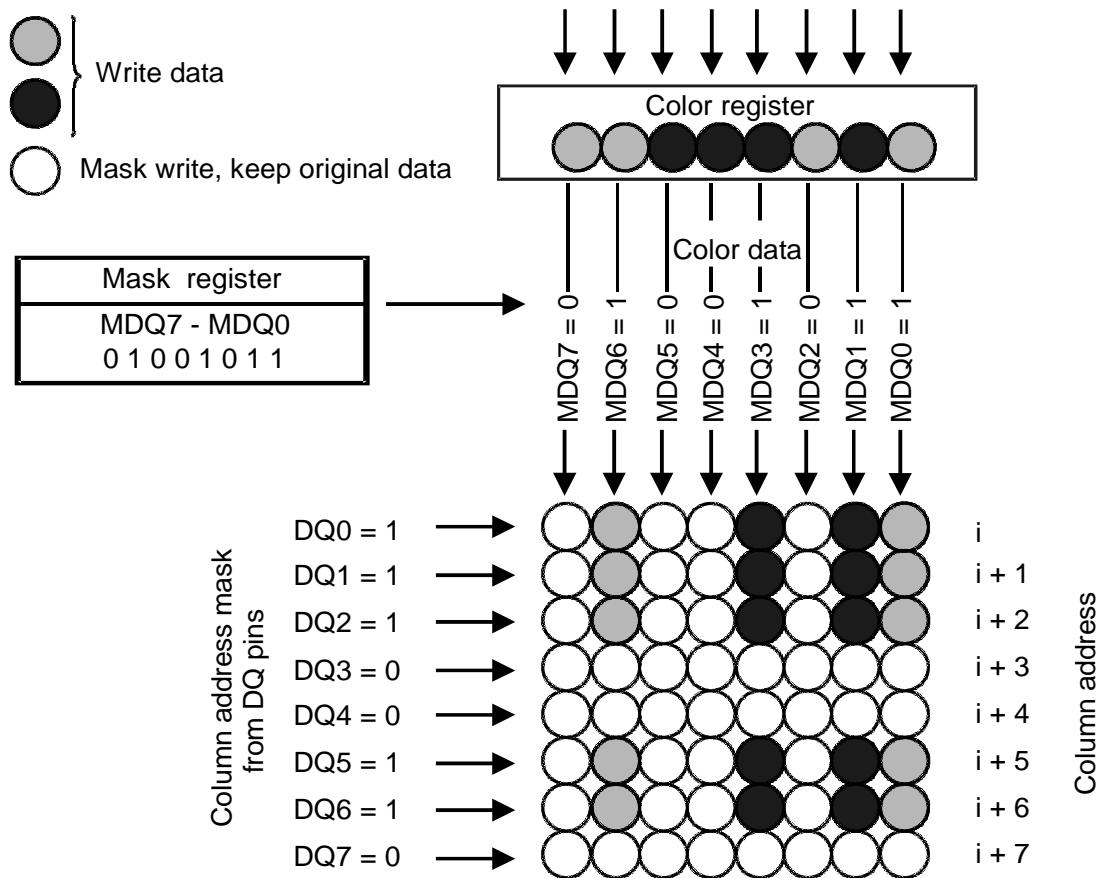 Write data
Mask write, keep original data
Color register
Color data
Mask register
MDQ7 - MDQ0
0 1 0 0 1 0 1 1
MDQ7 = 0
MDQ6 = 1
MDQ5 = 0
MDQ4 = 0
MDQ3 = 1
MDQ2 = 0
MDQ1 = 1
MDQ0 = 1
Column address mask
from DQ pins
DQ0 = 1
DQ1 = 1
DQ2 = 1
DQ3 = 0
DQ4 = 0
DQ5 = 1
DQ6 = 1
DQ7 = 0
i
i + 1
i + 2
i + 3
i + 4
i + 5
i + 6
i + 7
Column address